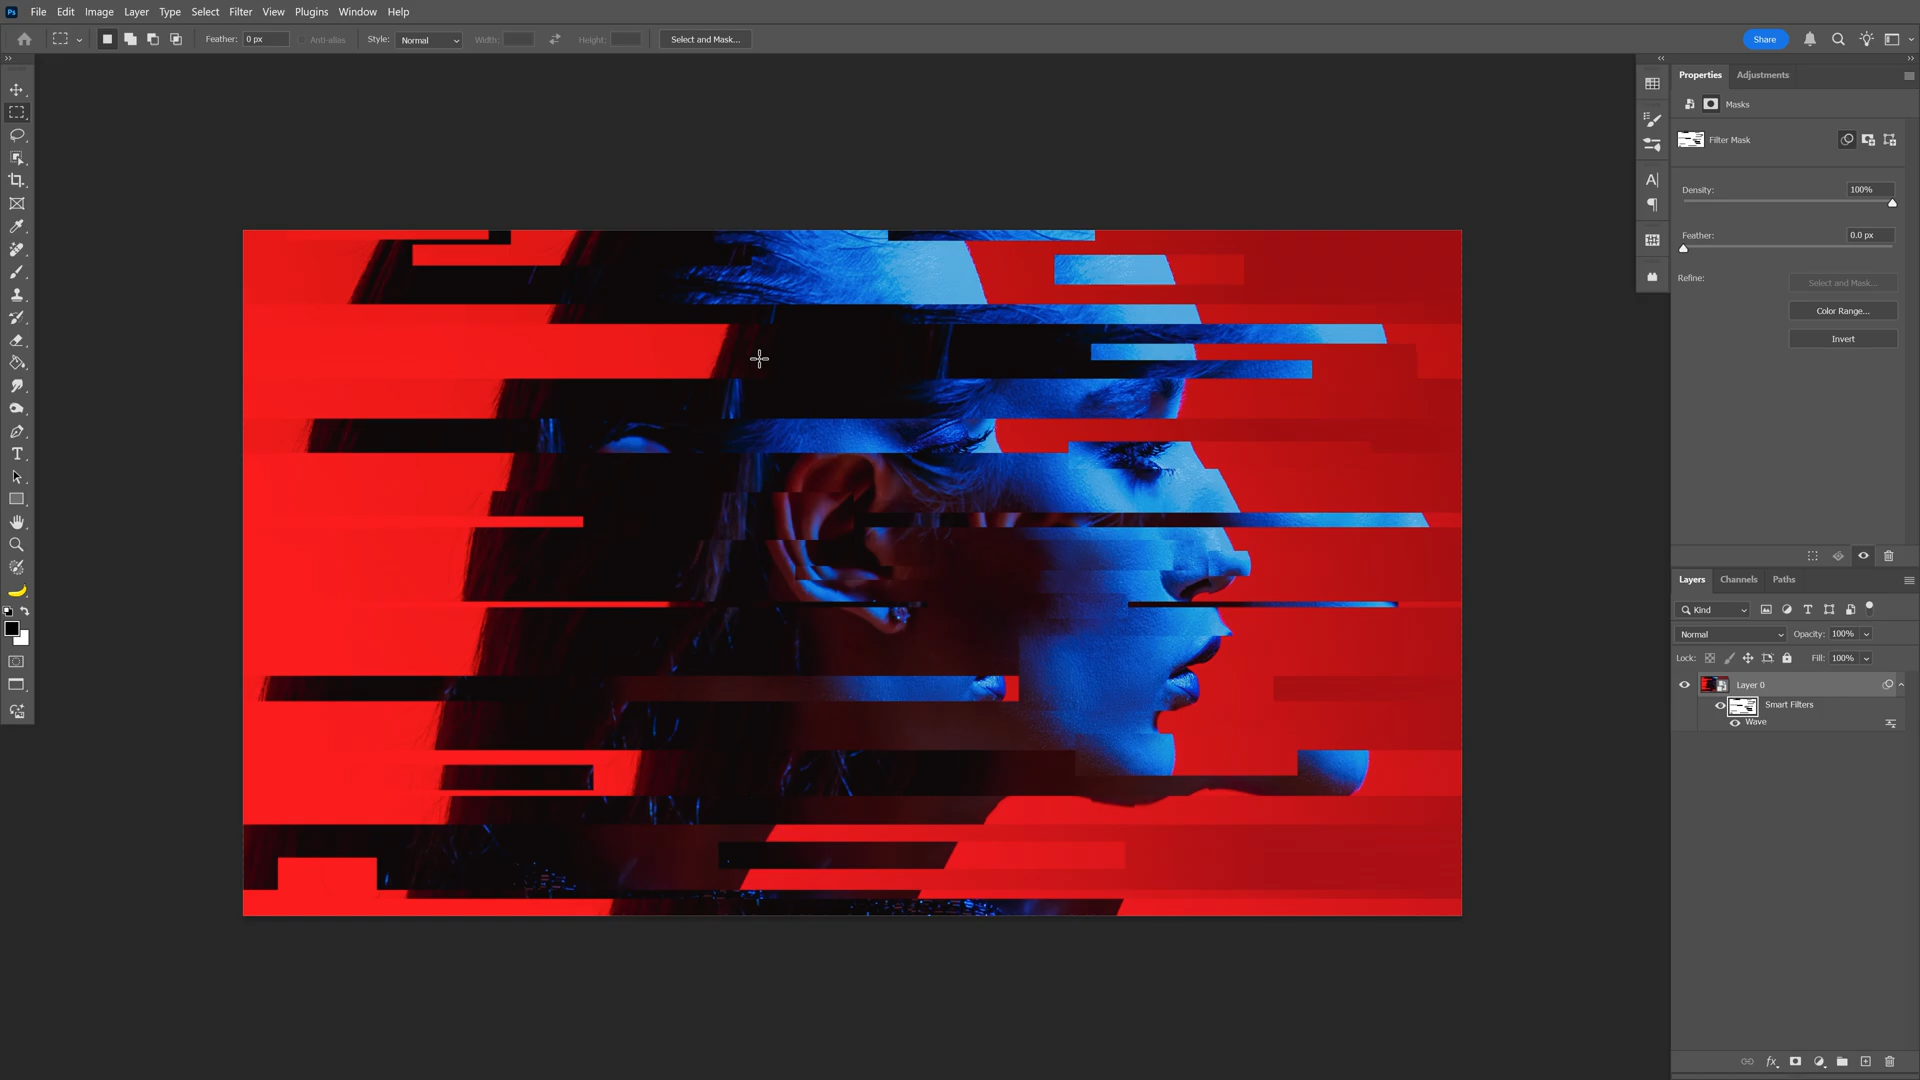 Ps File Edit Image Layer Type Select Filter View Plugins Window Help
Feather: 0 px Anti-alias Style: Normal Width: Height: Select and Mask... Share
Properties Adjustments
Masks
Filter Mask
Density: 100%
Feather: 0.0 px
Refine: Select and Mask...
Color Range...
Invert
Layers Channels Paths
Kind
Normal Opacity: 100%
Lock: Fill: 100%
Layer 0
Smart Filters
Wave